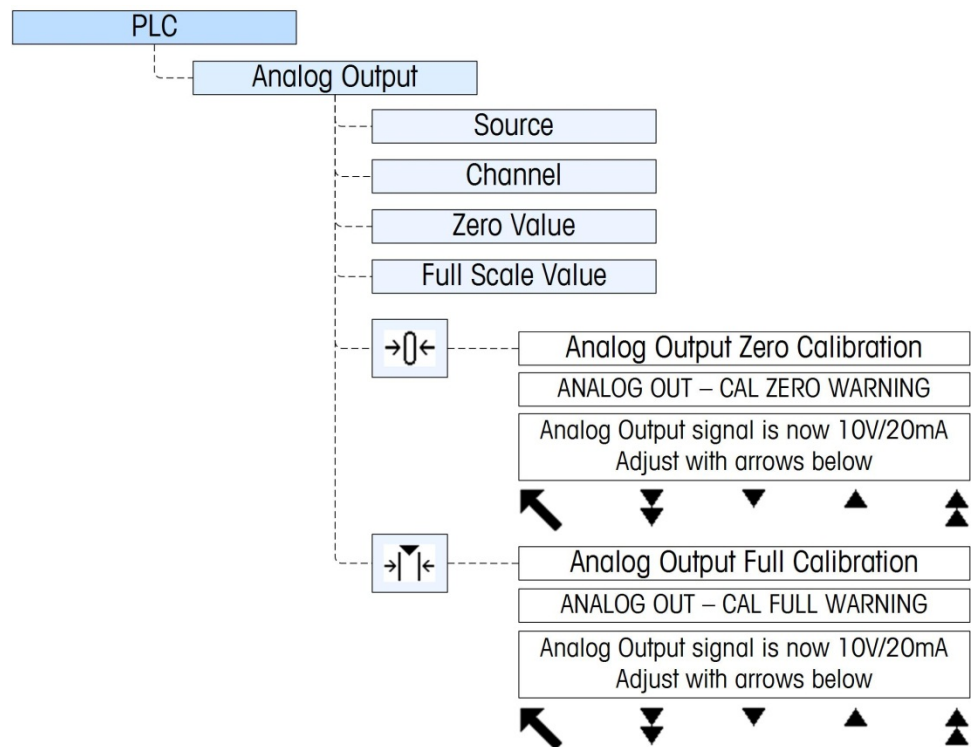 PLC
Analog Output
Source
Channel
Zero Value
Full Scale Value
Analog Output Zero Calibration
ANALOG OUT – CAL ZERO WARNING
Analog Output signal is now 10V/20mA
Adjust with arrows below
Analog Output Full Calibration
ANALOG OUT – CAL FULL WARNING
Analog Output signal is now 10V/20mA
Adjust with arrows below